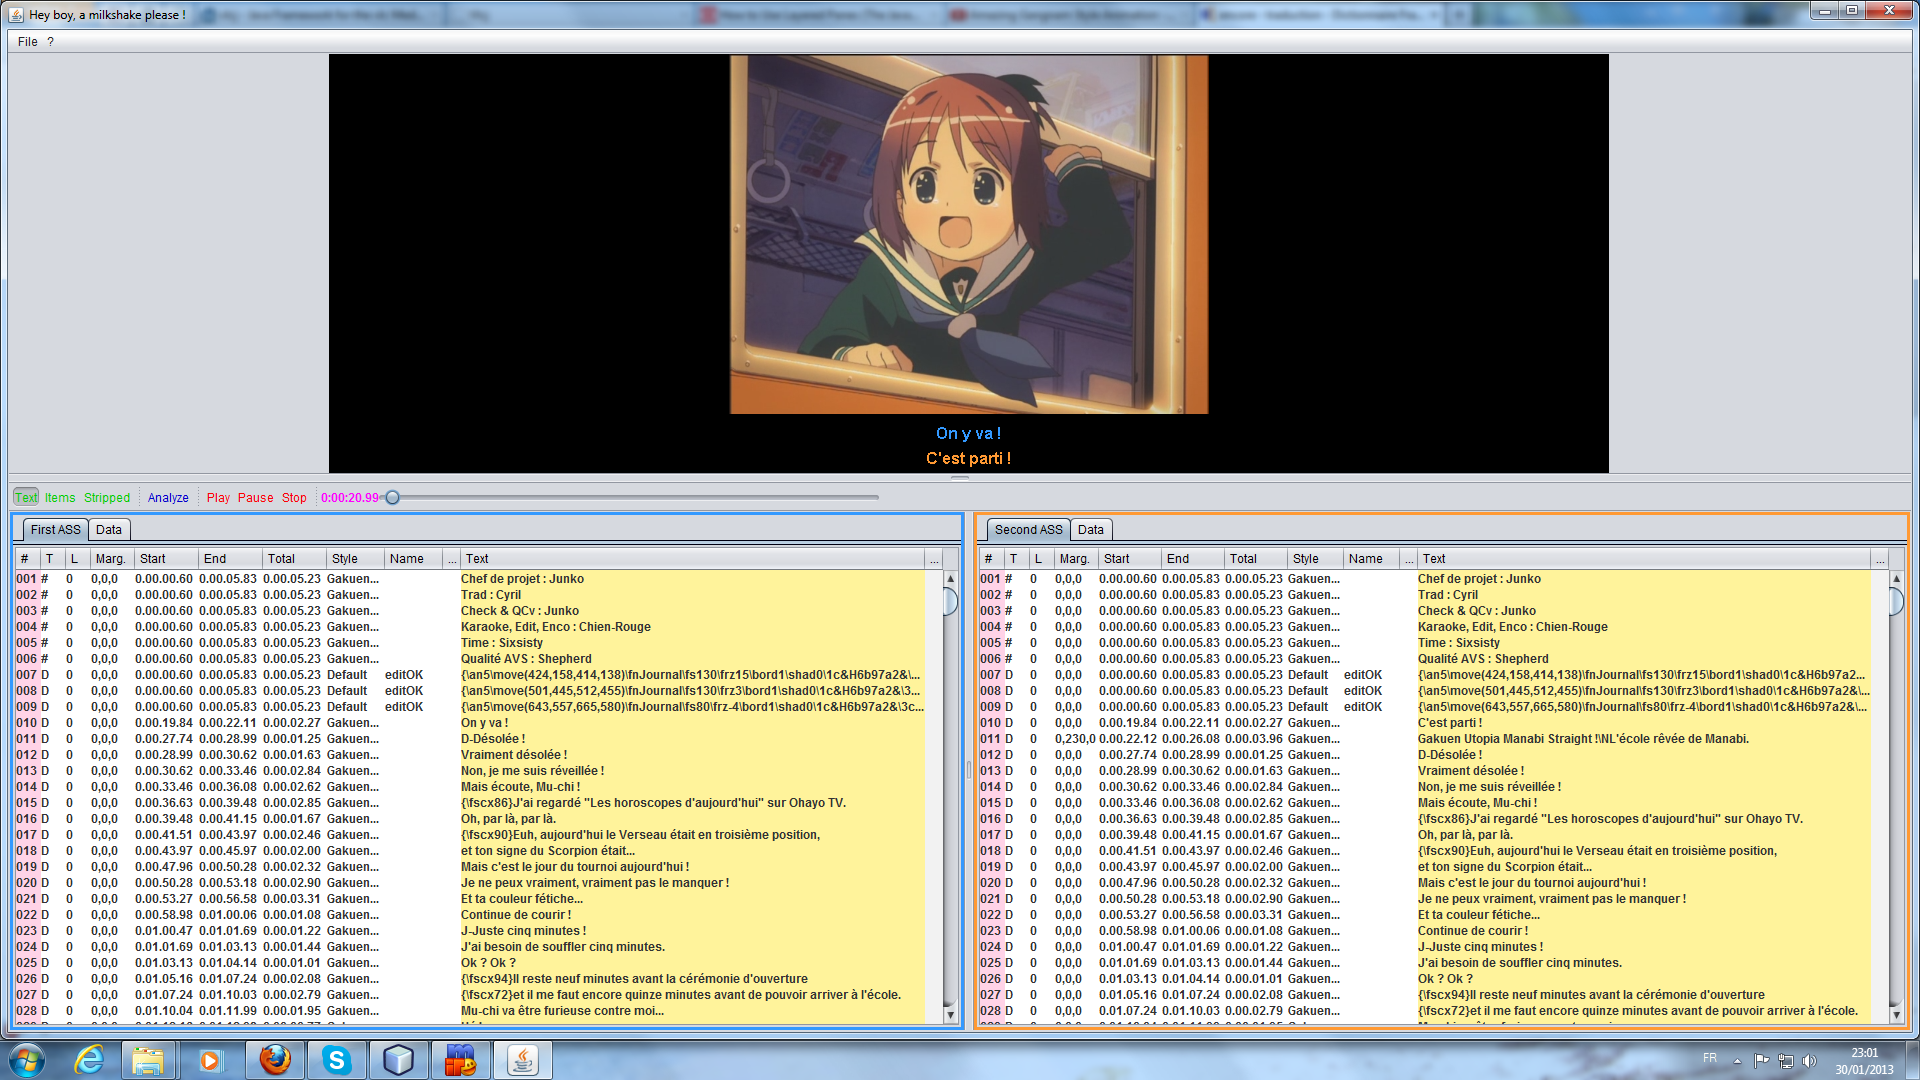 Hey boy, a milkshake please !
File ?
On y va !
C'est parti !
Text Items Stripped Analyze Play Pause Stop 0:00:20.99
First ASS Data
# T L Marg. Start End Total Style Name ... Text ...
001 # 0 0,0,0 0.00.00.60 0.00.05.83 0.00.05.23 Gakuen... Chef de projet : Junko
002 # 0 0,0,0 0.00.00.60 0.00.05.83 0.00.05.23 Gakuen... Trad : Cyril
003 # 0 0,0,0 0.00.00.60 0.00.05.83 0.00.05.23 Gakuen... Check & QCv : Junko
004 # 0 0,0,0 0.00.00.60 0.00.05.83 0.00.05.23 Gakuen... Karaoke, Edit, Enco : Chien-Rouge
005 # 0 0,0,0 0.00.00.60 0.00.05.83 0.00.05.23 Gakuen... Time : Sixsisty
006 # 0 0,0,0 0.00.00.60 0.00.05.83 0.00.05.23 Gakuen... Qualité AVS : Shepherd
007 D 0 0,0,0 0.00.00.60 0.00.05.83 0.00.05.23 Default editOK {\an5\move(424,158,414,138)\fnJournal\fs130\frz15\bord1\shad0\1c&H6b97a2&\...
008 D 0 0,0,0 0.00.00.60 0.00.05.83 0.00.05.23 Default editOK {\an5\move(501,445,512,455)\fnJournal\fs130\frz3\bord1\shad0\1c&H6b97a2&\3...
009 D 0 0,0,0 0.00.00.60 0.00.05.83 0.00.05.23 Default editOK {\an5\move(643,557,665,580)\fnJournal\fs80\frz-4\bord1\shad0\1c&H6b97a2&\3c...
010 D 0 0,0,0 0.00.19.84 0.00.22.11 0.00.02.27 Gakuen... On y va !
011 D 0 0,0,0 0.00.27.74 0.00.28.99 0.00.01.25 Gakuen... D-Désolée !
012 D 0 0,0,0 0.00.28.99 0.00.30.62 0.00.01.63 Gakuen... Vraiment désolée !
013 D 0 0,0,0 0.00.30.62 0.00.33.46 0.00.02.84 Gakuen... Non, je me suis réveillée !
014 D 0 0,0,0 0.00.33.46 0.00.36.08 0.00.02.62 Gakuen... Mais écoute, Mu-chi !
015 D 0 0,0,0 0.00.36.63 0.00.39.48 0.00.02.85 Gakuen... {\fscx86}J'ai regardé "Les horoscopes d'aujourd'hui" sur Ohayo TV.
016 D 0 0,0,0 0.00.39.48 0.00.41.15 0.00.01.67 Gakuen... Oh, par là, par là.
017 D 0 0,0,0 0.00.41.51 0.00.43.97 0.00.02.46 Gakuen... {\fscx90}Euh, aujourd'hui le Verseau était en troisième position,
018 D 0 0,0,0 0.00.43.97 0.00.45.97 0.00.02.00 Gakuen... et ton signe du Scorpion était...
019 D 0 0,0,0 0.00.47.96 0.00.50.28 0.00.02.32 Gakuen... Mais c'est le jour du tournoi aujourd'hui !
020 D 0 0,0,0 0.00.50.28 0.00.53.18 0.00.02.90 Gakuen... Je ne peux vraiment, vraiment pas le manquer !
021 D 0 0,0,0 0.00.53.27 0.00.56.58 0.00.03.31 Gakuen... Et ta couleur fétiche...
022 D 0 0,0,0 0.00.58.98 0.01.00.06 0.00.01.08 Gakuen... Continue de courir !
023 D 0 0,0,0 0.01.00.47 0.01.01.69 0.00.01.22 Gakuen... J-Juste cinq minutes !
024 D 0 0,0,0 0.01.01.69 0.01.03.13 0.00.01.44 Gakuen... J'ai besoin de souffler cinq minutes.
025 D 0 0,0,0 0.01.03.13 0.01.04.14 0.00.01.01 Gakuen... Ok ? Ok ?
026 D 0 0,0,0 0.01.05.16 0.01.07.24 0.00.02.08 Gakuen... {\fscx94}Il reste neuf minutes avant la cérémonie d'ouverture
027 D 0 0,0,0 0.01.07.24 0.01.10.03 0.00.02.79 Gakuen... {\fscx72}et il me faut encore quinze minutes avant de pouvoir arriver à l'école.
028 D 0 0,0,0 0.01.10.04 0.01.11.99 0.00.01.95 Gakuen... Mu-chi va être furieuse contre moi...
Second ASS Data
# T L Marg. Start End Total Style Name ... Text ...
001 # 0 0,0,0 0.00.00.60 0.00.05.83 0.00.05.23 Gakuen... Chef de projet : Junko
002 # 0 0,0,0 0.00.00.60 0.00.05.83 0.00.05.23 Gakuen... Trad : Cyril
003 # 0 0,0,0 0.00.00.60 0.00.05.83 0.00.05.23 Gakuen... Check & QCv : Junko
004 # 0 0,0,0 0.00.00.60 0.00.05.83 0.00.05.23 Gakuen... Karaoke, Edit, Enco : Chien-Rouge
005 # 0 0,0,0 0.00.00.60 0.00.05.83 0.00.05.23 Gakuen... Time : Sixsisty
006 # 0 0,0,0 0.00.00.60 0.00.05.83 0.00.05.23 Gakuen... Qualité AVS : Shepherd
007 D 0 0,0,0 0.00.00.60 0.00.05.83 0.00.05.23 Default editOK {\an5\move(424,158,414,138)\fnJournal\fs130\frz15\bord1\shad0\1c&H6b97a2...
008 D 0 0,0,0 0.00.00.60 0.00.05.83 0.00.05.23 Default editOK {\an5\move(501,445,512,455)\fnJournal\fs130\frz3\bord1\shad0\1c&H6b97a2&\...
009 D 0 0,0,0 0.00.00.60 0.00.05.83 0.00.05.23 Default editOK {\an5\move(643,557,665,580)\fnJournal\fs80\frz-4\bord1\shad0\1c&H6b97a2&\...
010 D 0 0,0,0 0.00.19.84 0.00.22.11 0.00.02.27 Gakuen... C'est parti !
011 D 0 0,230,0 0.00.22.12 0.00.26.08 0.00.03.96 Gakuen... Gakuen Utopia Manabi Straight !\NL'école rêvée de Manabi.
012 D 0 0,0,0 0.00.27.74 0.00.28.99 0.00.01.25 Gakuen... D-Désolée !
013 D 0 0,0,0 0.00.28.99 0.00.30.62 0.00.01.63 Gakuen... Vraiment désolée !
014 D 0 0,0,0 0.00.30.62 0.00.33.46 0.00.02.84 Gakuen... Non, je me suis réveillée !
015 D 0 0,0,0 0.00.33.46 0.00.36.08 0.00.02.62 Gakuen... Mais écoute, Mu-chi !
016 D 0 0,0,0 0.00.36.63 0.00.39.48 0.00.02.85 Gakuen... {\fscx86}J'ai regardé "Les horoscopes d'aujourd'hui" sur Ohayo TV.
017 D 0 0,0,0 0.00.39.48 0.00.41.15 0.00.01.67 Gakuen... Oh, par là, par là.
018 D 0 0,0,0 0.00.41.51 0.00.43.97 0.00.02.46 Gakuen... {\fscx90}Euh, aujourd'hui le Verseau était en troisième position,
019 D 0 0,0,0 0.00.43.97 0.00.45.97 0.00.02.00 Gakuen... et ton signe du Scorpion était...
020 D 0 0,0,0 0.00.47.96 0.00.50.28 0.00.02.32 Gakuen... Mais c'est le jour du tournoi aujourd'hui !
021 D 0 0,0,0 0.00.50.28 0.00.53.18 0.00.02.90 Gakuen... Je ne peux vraiment, vraiment pas le manquer !
022 D 0 0,0,0 0.00.53.27 0.00.56.58 0.00.03.31 Gakuen... Et ta couleur fétiche...
023 D 0 0,0,0 0.00.58.98 0.01.00.06 0.00.01.08 Gakuen... Continue de courir !
024 D 0 0,0,0 0.01.00.47 0.01.01.69 0.00.01.22 Gakuen... J-Juste cinq minutes !
025 D 0 0,0,0 0.01.01.69 0.01.03.13 0.00.01.44 Gakuen... J'ai besoin de souffler cinq minutes.
026 D 0 0,0,0 0.01.03.13 0.01.04.14 0.00.01.01 Gakuen... Ok ? Ok ?
027 D 0 0,0,0 0.01.05.16 0.01.07.24 0.00.02.08 Gakuen... {\fscx94}Il reste neuf minutes avant la cérémonie d'ouverture
028 D 0 0,0,0 0.01.07.24 0.01.10.03 0.00.02.79 Gakuen... {\fscx72}et il me faut encore quinze minutes avant de pouvoir arriver à l'école.
FR 23:01
30/01/2013